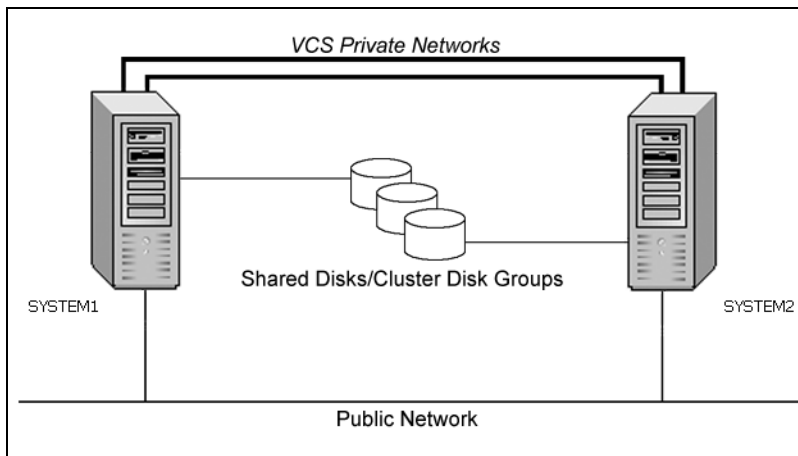 VCS Private Networks
Shared Disks/Cluster Disk Groups
SYSTEM1
SYSTEM2
Public Network